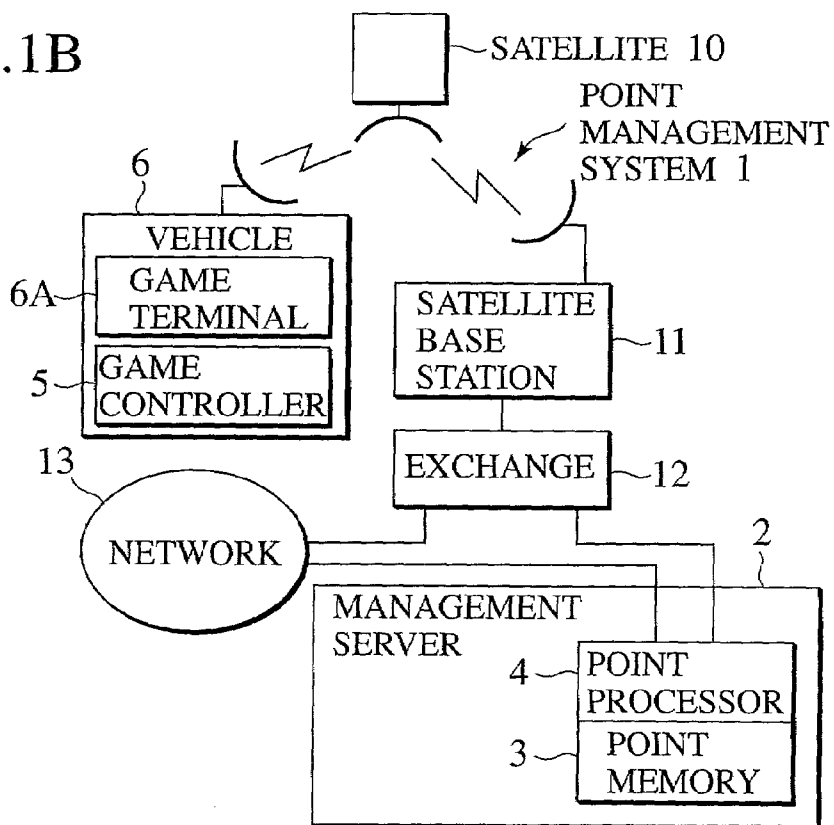 .1B
SATELLITE 10
POINT
MANAGEMENT
SYSTEM 1
6
VEHICLE
6A
GAME
TERMINAL
5
GAME
CONTROLLER
SATELLITE
BASE
STATION
11
EXCHANGE
12
13
NETWORK
2
MANAGEMENT
SERVER
4
POINT
PROCESSOR
3
POINT
MEMORY